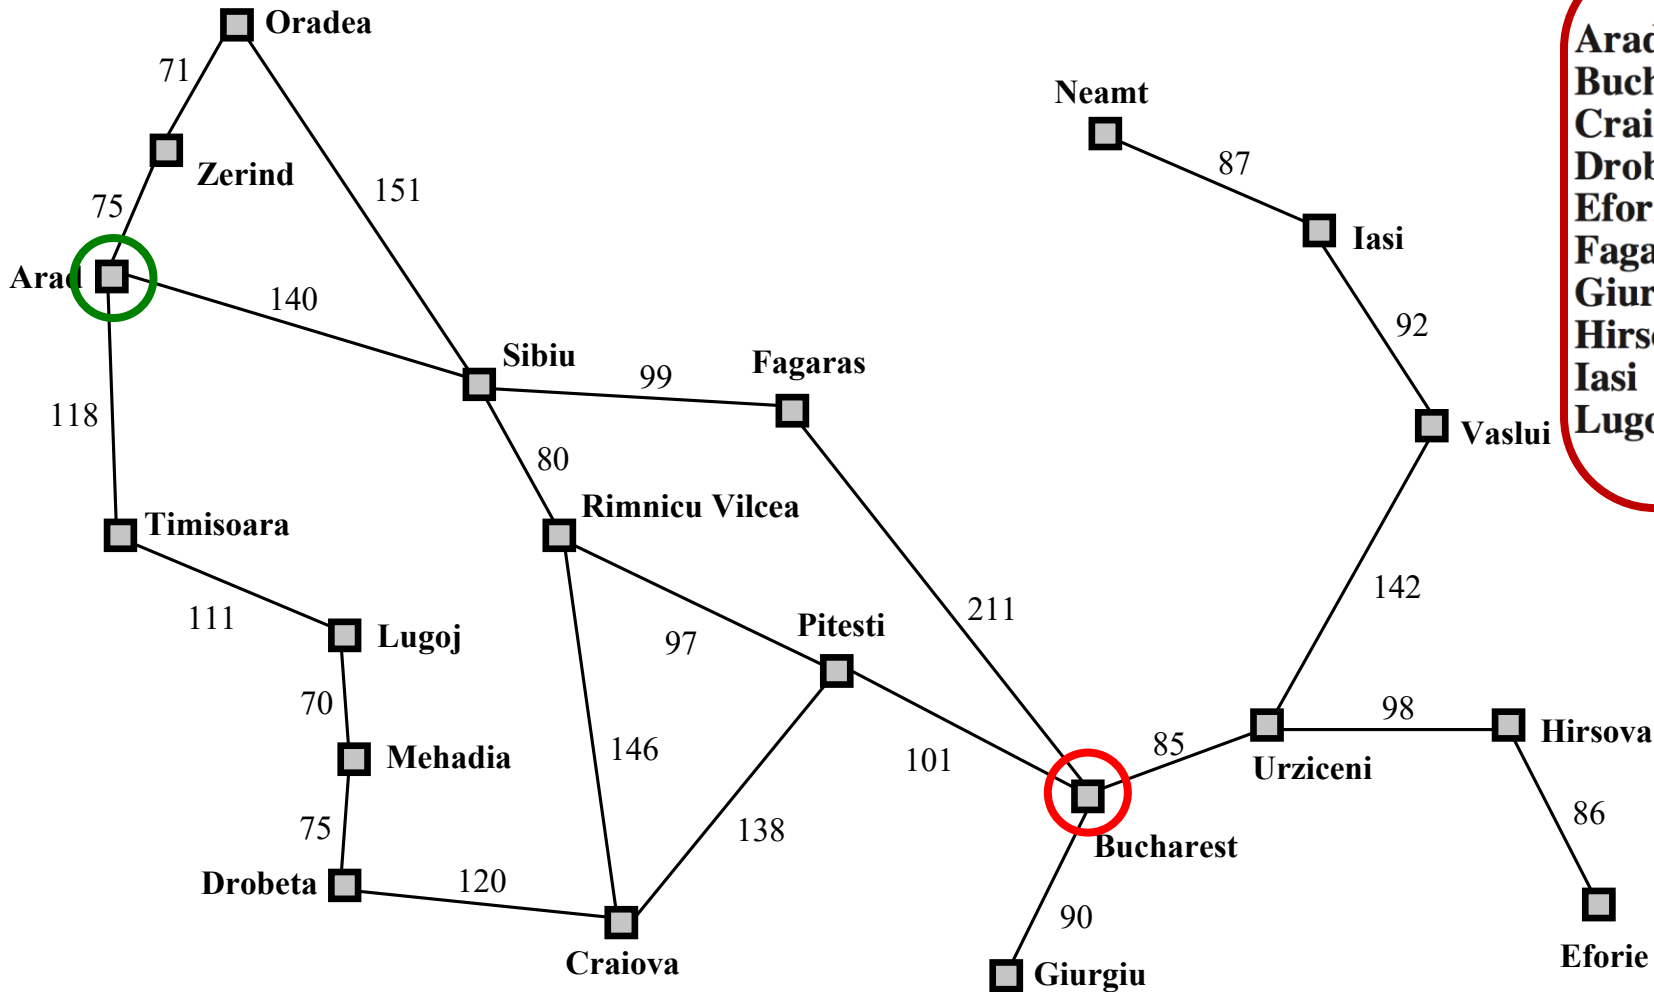 Oradea
71
Neamt
87
Zerind
151
75
Iasi
Arad
140
92
Sibiu
99
Fagaras
118
80
Vaslui
Rimnicu Vilcea
Timisoara
142
111
211
Lugoj
97
Pitesti
70
98
Hirsova
146
101
85
Mehadia
Urziceni
75
138
86
Bucharest
Drobeta
120
90
Craiova
Giurgiu
Eforie
Iasi